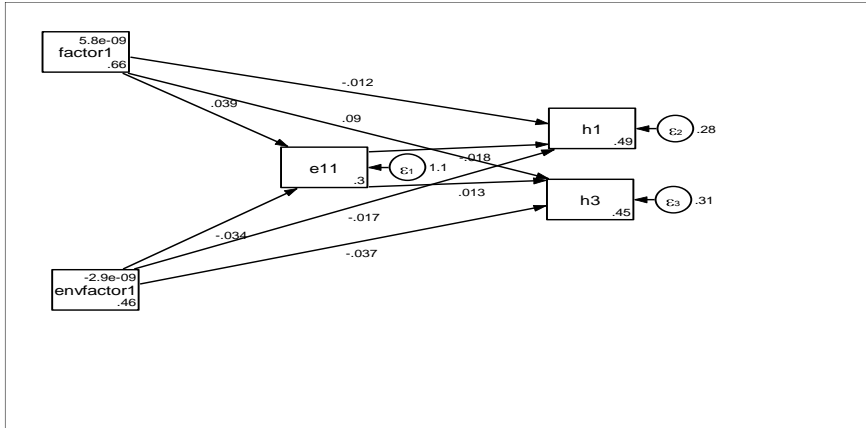 5.8e-09
factor1
.66
-.012
.039
.09
h1
.49
ε2
.28
e11
.3
ε1
1.1
-.018
.013
h3
.45
ε3
.31
-.017
-.034
-.037
-2.9e-09
envfactor1
.46